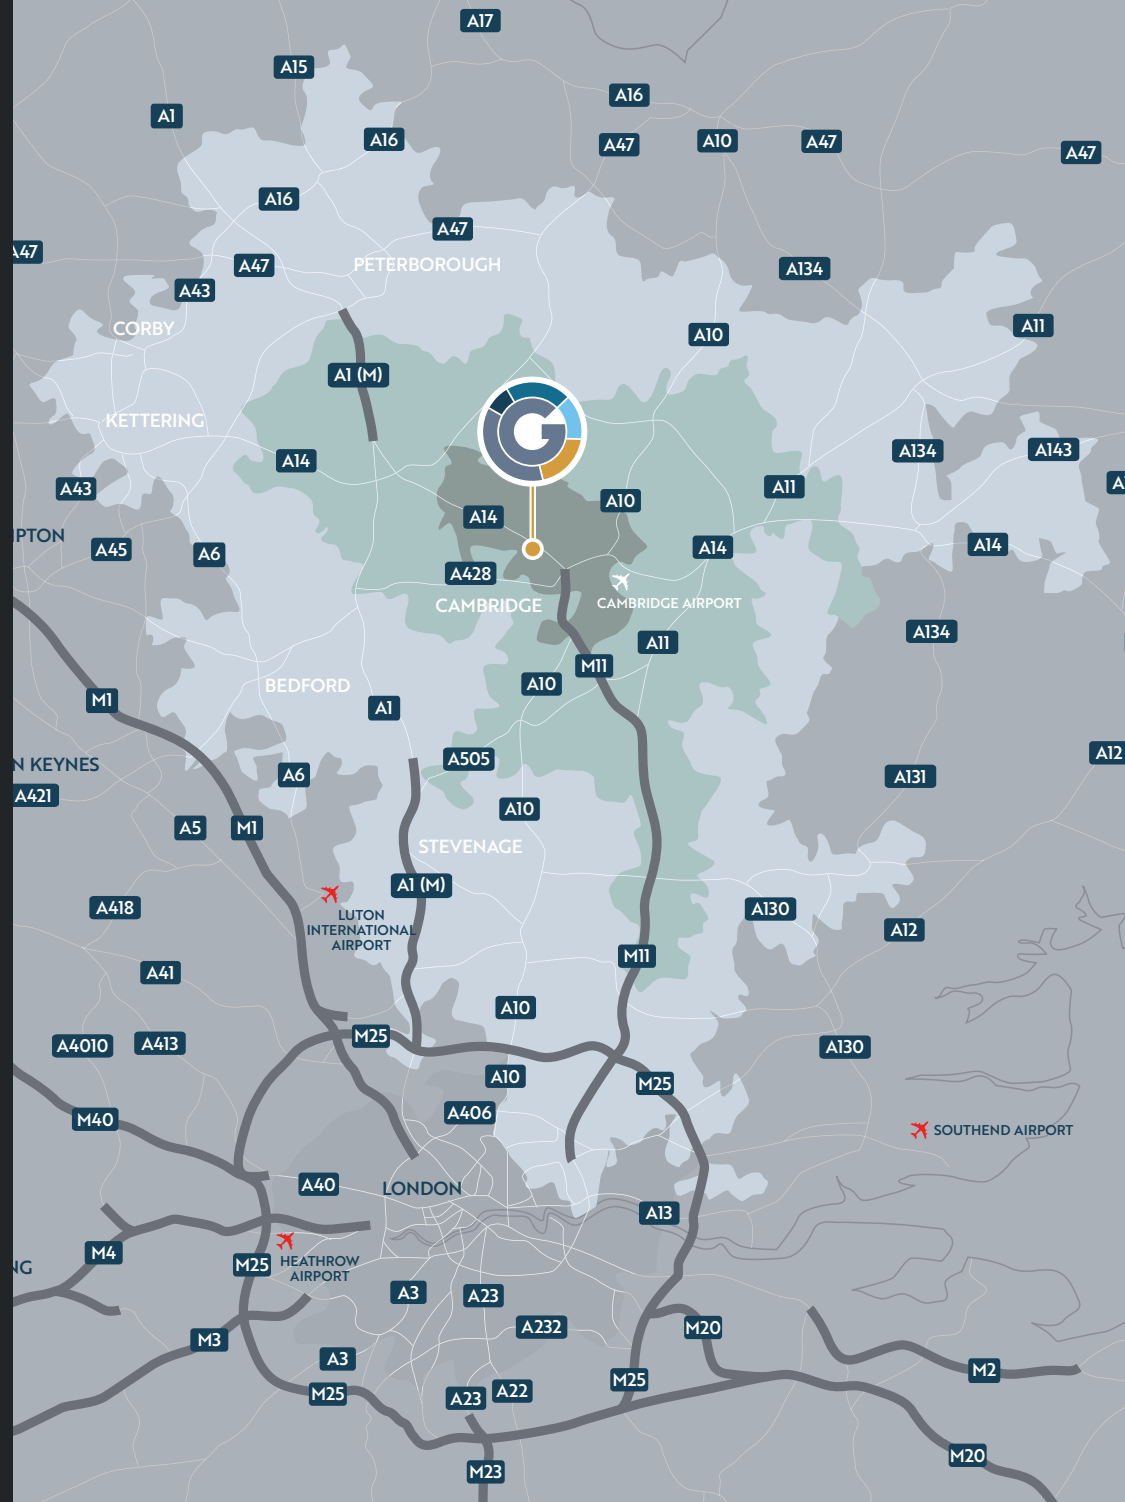 A17
A15
A16
A1
A16
A47
A10
A47
A47
A16
A47
A47
A47
PETERBOROUGH
A134
A43
CORBY
A11
A10
A1 (M)
KETTERING
A134
A143
A14
A43
A11
A10
A14
IPTON
A45
A6
A14
A14
A428
CAMBRIDGE
CAMBRIDGE AIRPORT
A134
A11
M11
BEDFORD
A10
M1
A1
A505
A12
N KEYNES
A6
A131
A421
A10
A5
M1
STEVENAGE
A1 (M)
A418
LUTON
INTERNATIONAL
AIRPORT
A130
A12
M11
A41
A10
M25
A4010
A413
A130
A10
M25
A406
M40
SOUTHEND AIRPORT
A40
LONDON
A13
M4
M25
HEATHROW
AIRPORT
NG
A3
A23
A232
M20
M3
A3
M25
M25
A23
A22
M2
M20
M23